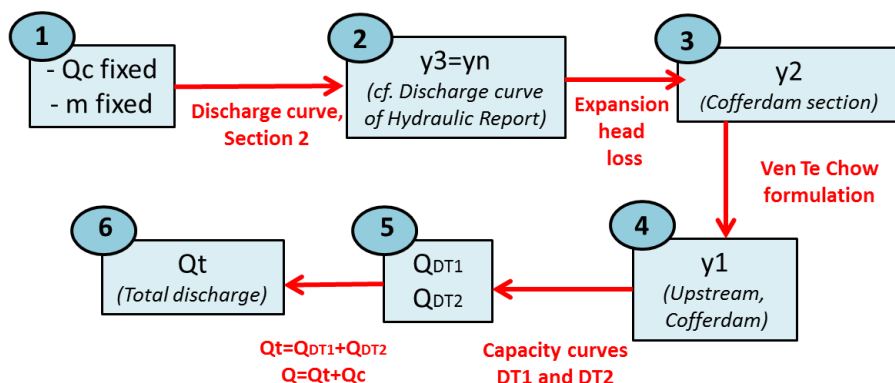 1
- Qc fixed
- m fixed
Discharge curve,
Section 2
2
y3=yn
(cf. Discharge curve
of Hydraulic Report)
Expansion
head
loss
3
y2
(Cofferdam section)
Ven Te Chow
formulation
4
y1
(Upstream,
Cofferdam)
Capacity curves
DT1 and DT2
5
QDT1
QDT2
Qt=QDT1+QDT2
Q=Qt+Qc
6
Qt
(Total discharge)